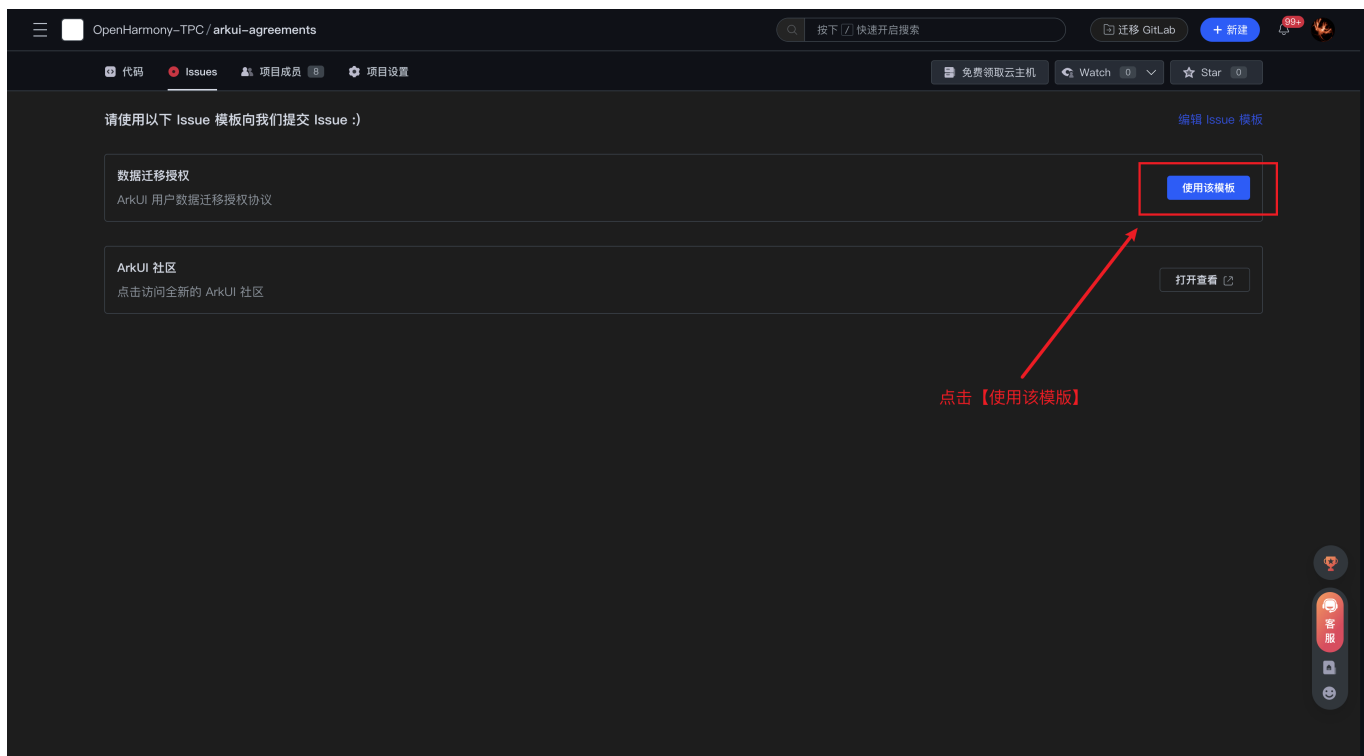 OpenHarmony-TPC / arkui-agreements
按下 / 快速开启搜索
迁移 GitLab
+ 新建
99+
代码
Issues
项目成员 8
项目设置
免费领取云主机
Watch 0
Star 0
请使用以下 Issue 模板向我们提交 Issue :)
编辑 Issue 模板
数据迁移授权
ArkUI 用户数据迁移授权协议
使用该模板
ArkUI 社区
点击访问全新的 ArkUI 社区
打开查看
点击【使用该模版】
客
服